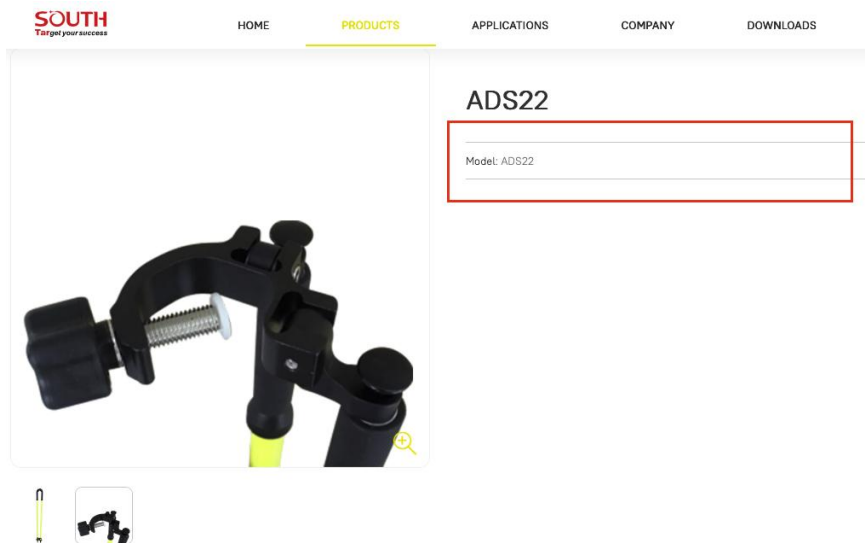 SOUTH
Target your success
HOME
PRODUCTS
APPLICATIONS
COMPANY
DOWNLOADS
ADS22
Model: ADS22